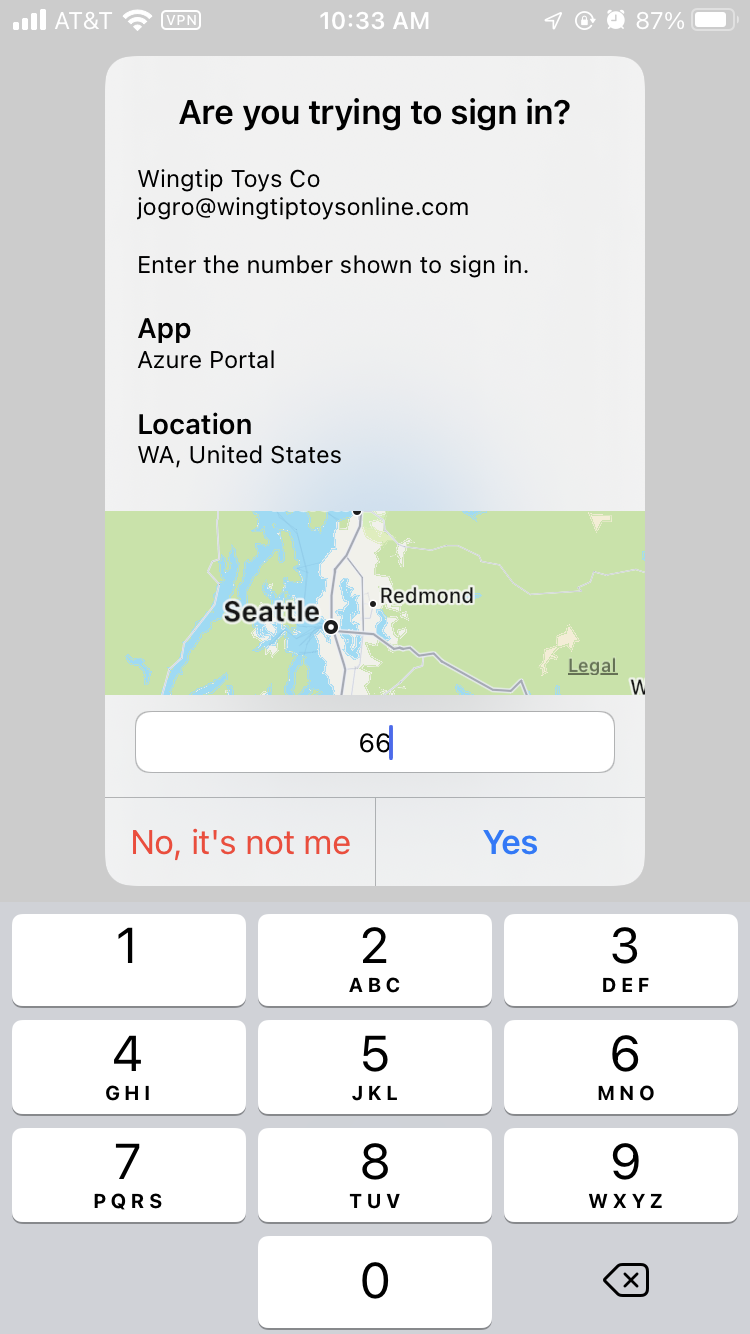 AT&T VPN 10:33 AM 87%
Are you trying to sign in?
Wingtip Toys Co
jogro@wingtiptoysonline.com
Enter the number shown to sign in.
App
Azure Portal
Location
WA, United States
Redmond
Seattle
Legal
W
66
No, it's not me Yes
1 2 3
ABC DEF
4 5 6
GHI JKL MNO
7 8 9
PQRS TUV WXYZ
0